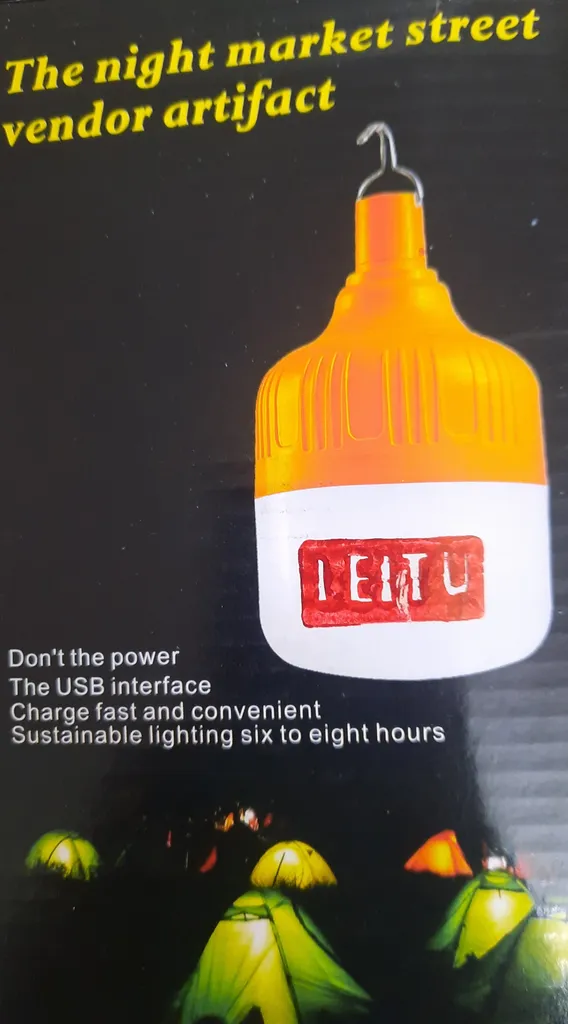 The night market street
vendor artifact
LEITU
Don't the power
The USB interface
Charge fast and convenient
Sustainable lighting six to eight hours